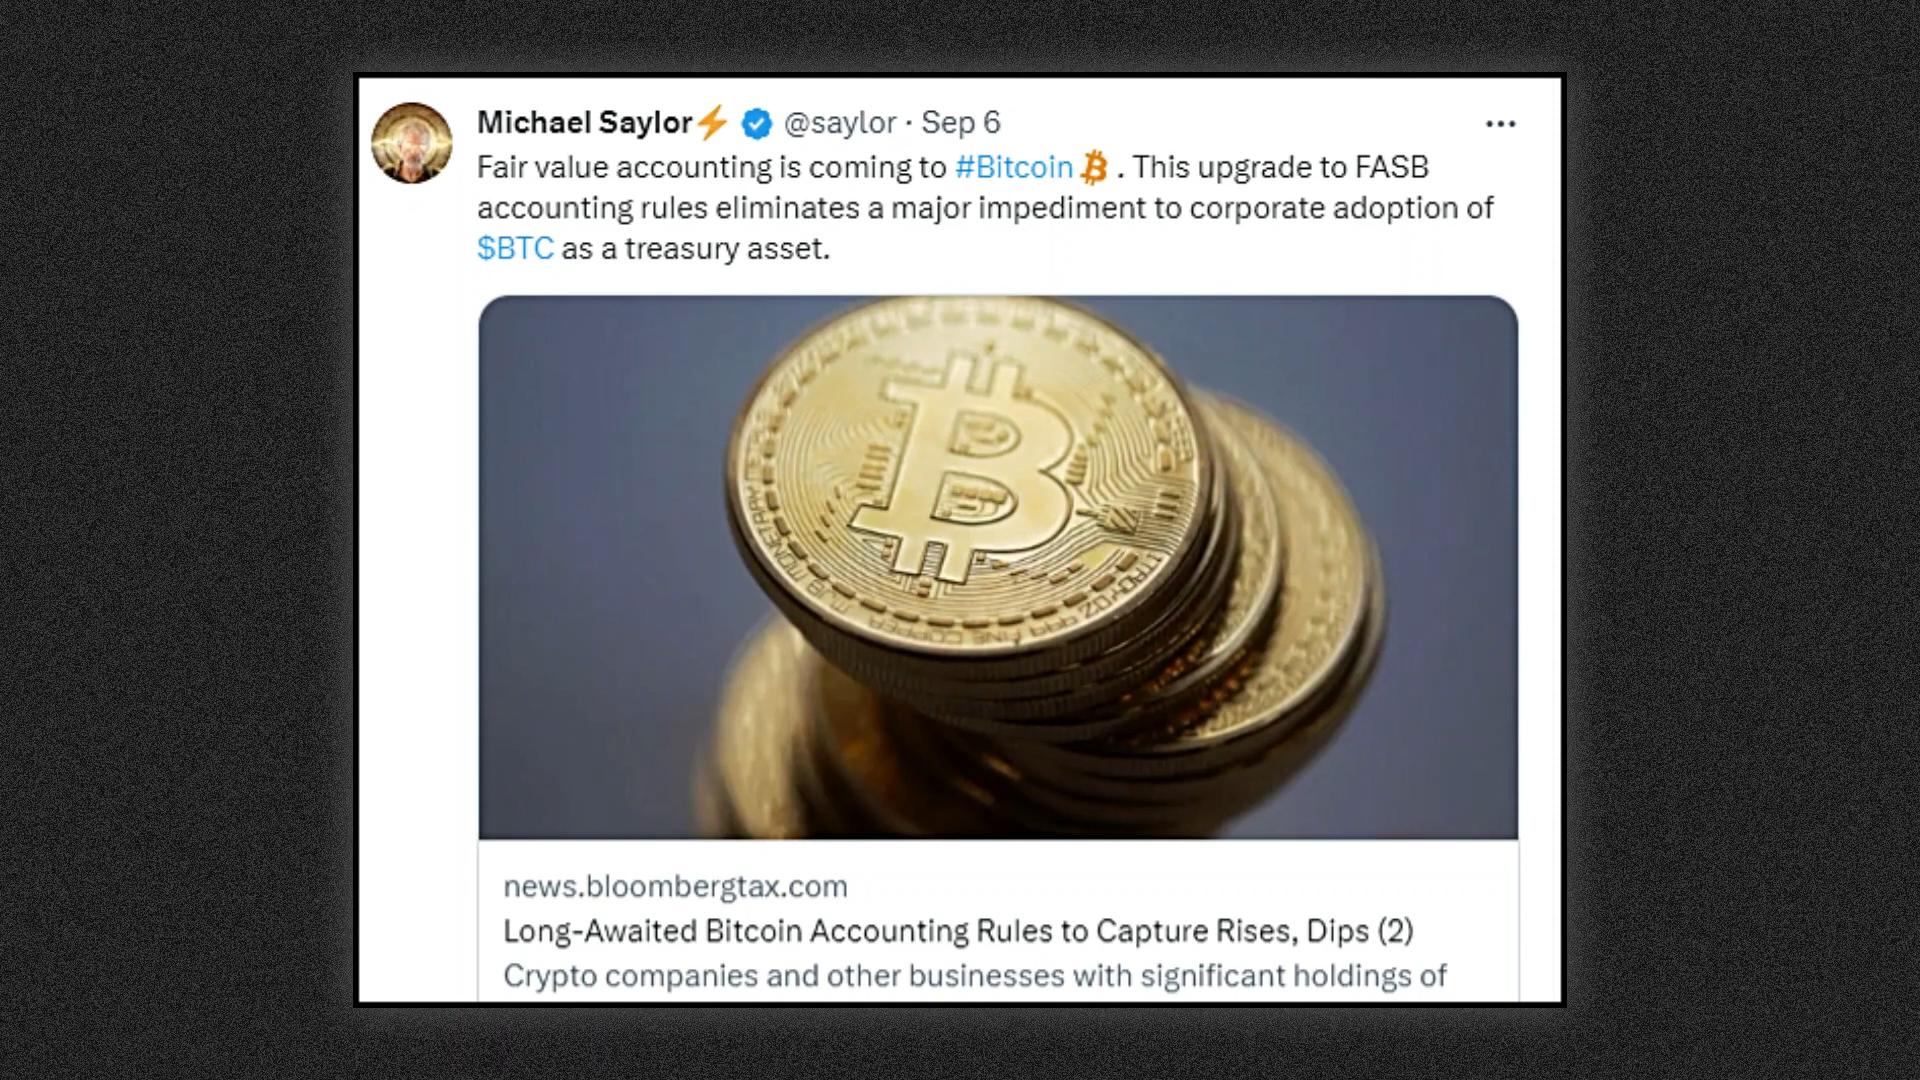 Michael Saylor⚡ @saylor · Sep 6
Fair value accounting is coming to #Bitcoin . This upgrade to FASB
accounting rules eliminates a major impediment to corporate adoption of
$BTC as a treasury asset.
news.bloombergtax.com
Long-Awaited Bitcoin Accounting Rules to Capture Rises, Dips (2)
Crypto companies and other businesses with significant holdings of